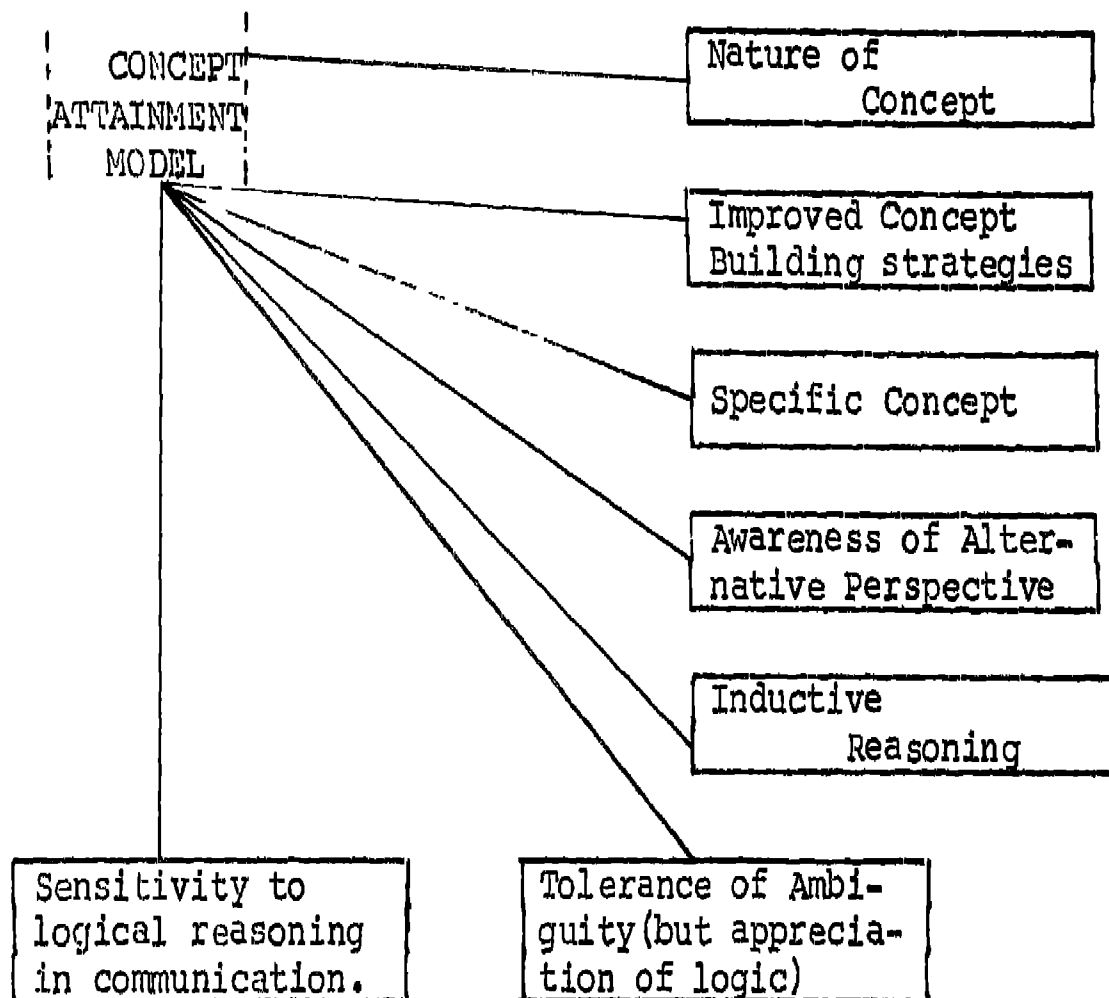 CONCEPT
ATTAINMENT
MODEL
Nature of
Concept
Improved Concept
Building strategies
Specific Concept
Awareness of Alter-
native Perspective
Inductive
Reasoning
Sensitivity to
logical reasoning
in communication.
Tolerance of Ambi-
guity(but apprecia-
tion of logic)